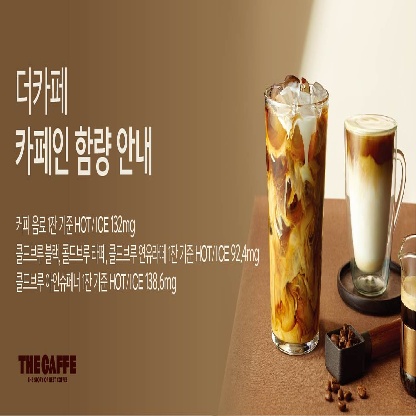 더카페
카페인 함량 안내
커피 음료 1잔 기준 HOT/ICE 132mg
콜드브루 블랙, 콜드브루 라떼, 콜드브루 연유라떼 1잔 기준 HOT/ICE 92.4mg
콜드브루 아인슈페너 1잔 기준 HOT/ICE 138.6mg
THE CAFFE